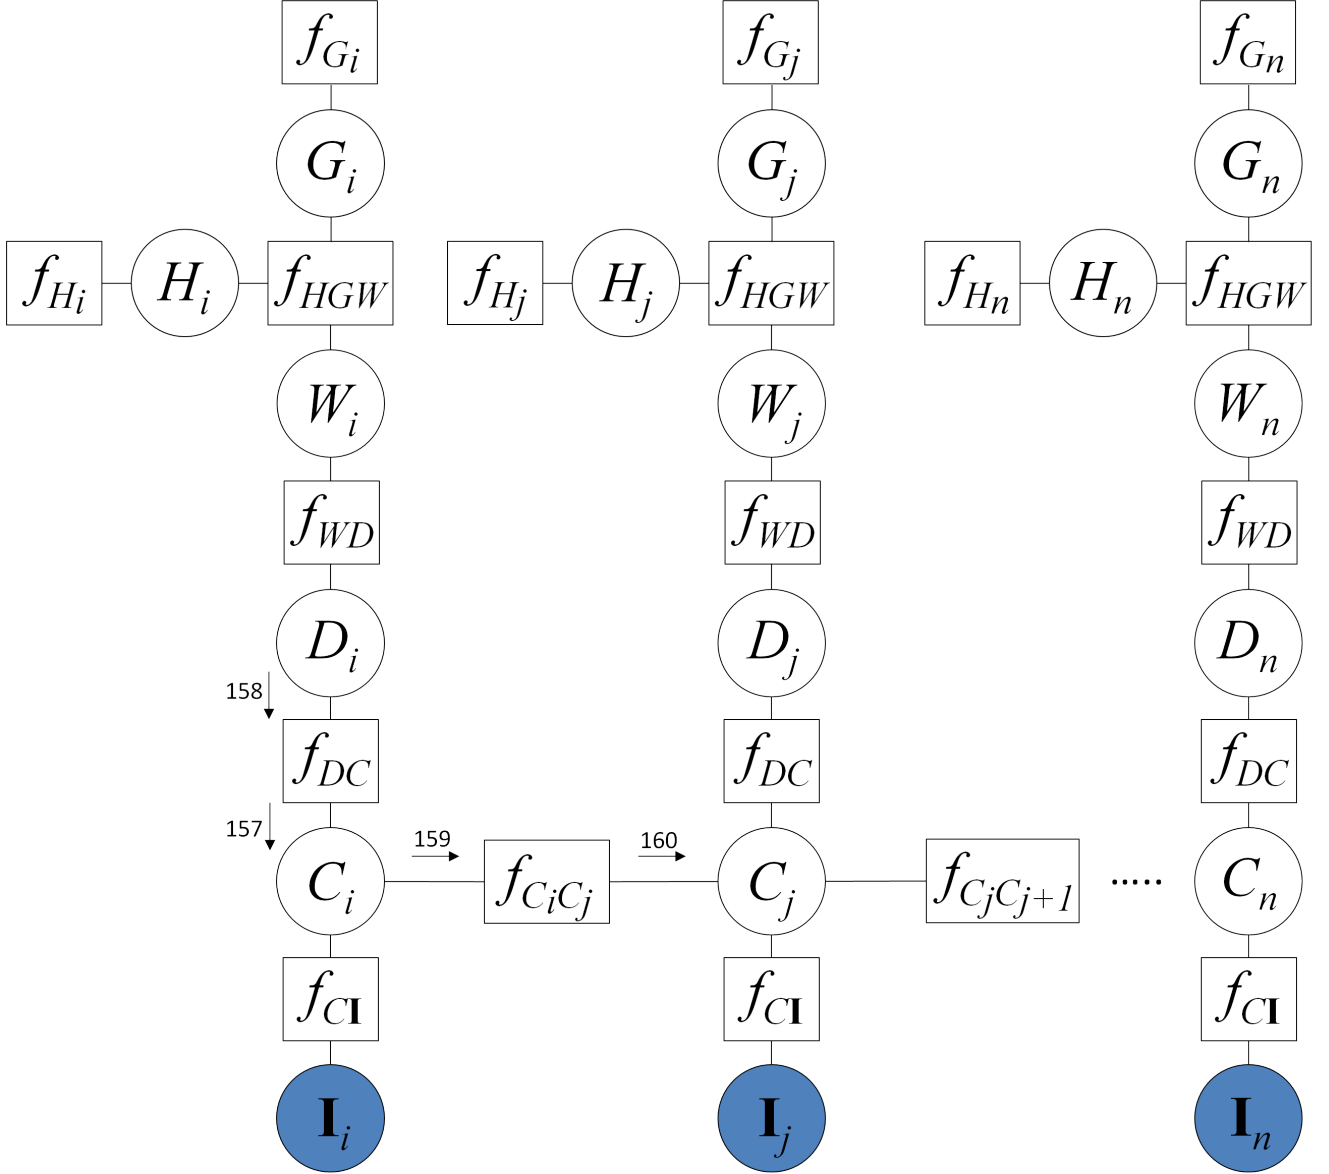 f_{G_i} f_{G_j} f_{G_n}
G_i G_j G_n
f_{H_i} H_i f_{HGW} f_{H_j} H_j f_{HGW} f_{H_n} H_n f_{HGW}
W_i W_j W_n
f_{WD} f_{WD} f_{WD}
D_i D_j D_n
158
f_{DC} f_{DC} f_{DC}
157 159 160
C_i f_{C_iC_j} C_j f_{C_jC_{j+1}} ..... C_n
f_{CI} f_{CI} f_{CI}
I_i I_j I_n